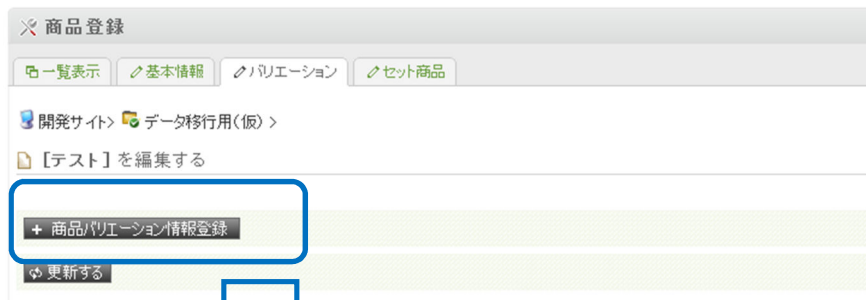 商品登録
一覧表示 基本情報 バリエーション セット商品
開発サイト> データ移行用(仮) >
[テスト] を編集する
+ 商品バリエーション情報登録
更新する